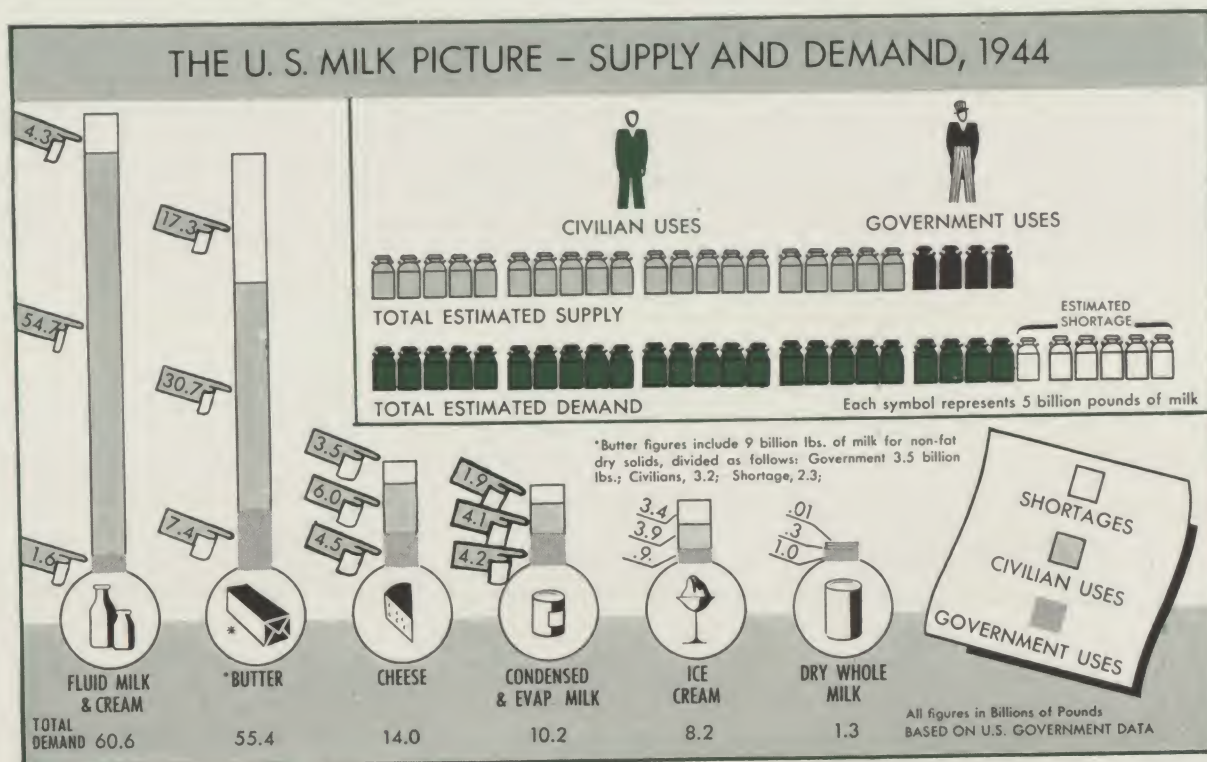 THE U. S. MILK PICTURE – SUPPLY AND DEMAND, 1944
4.3
54.7
1.6
17.3
30.7
7.4
CIVILIAN USES
GOVERNMENT USES
TOTAL ESTIMATED SUPPLY
ESTIMATED
SHORTAGE
TOTAL ESTIMATED DEMAND
Each symbol represents 5 billion pounds of milk
*Butter figures include 9 billion lbs. of milk for non-fat
dry solids, divided as follows: Government 3.5 billion
lbs.; Civilians, 3.2; Shortage, 2.3;
3.5
6.0
4.5
1.9
4.1
4.2
3.4
3.9
.9
.01
.3
1.0
SHORTAGES
CIVILIAN USES
GOVERNMENT USES
*
FLUID MILK
& CREAM
*BUTTER
CHEESE
CONDENSED
& EVAP. MILK
ICE
CREAM
DRY WHOLE
MILK
TOTAL
DEMAND 60.6 55.4 14.0 10.2 8.2 1.3
All figures in Billions of Pounds
BASED ON U.S. GOVERNMENT DATA